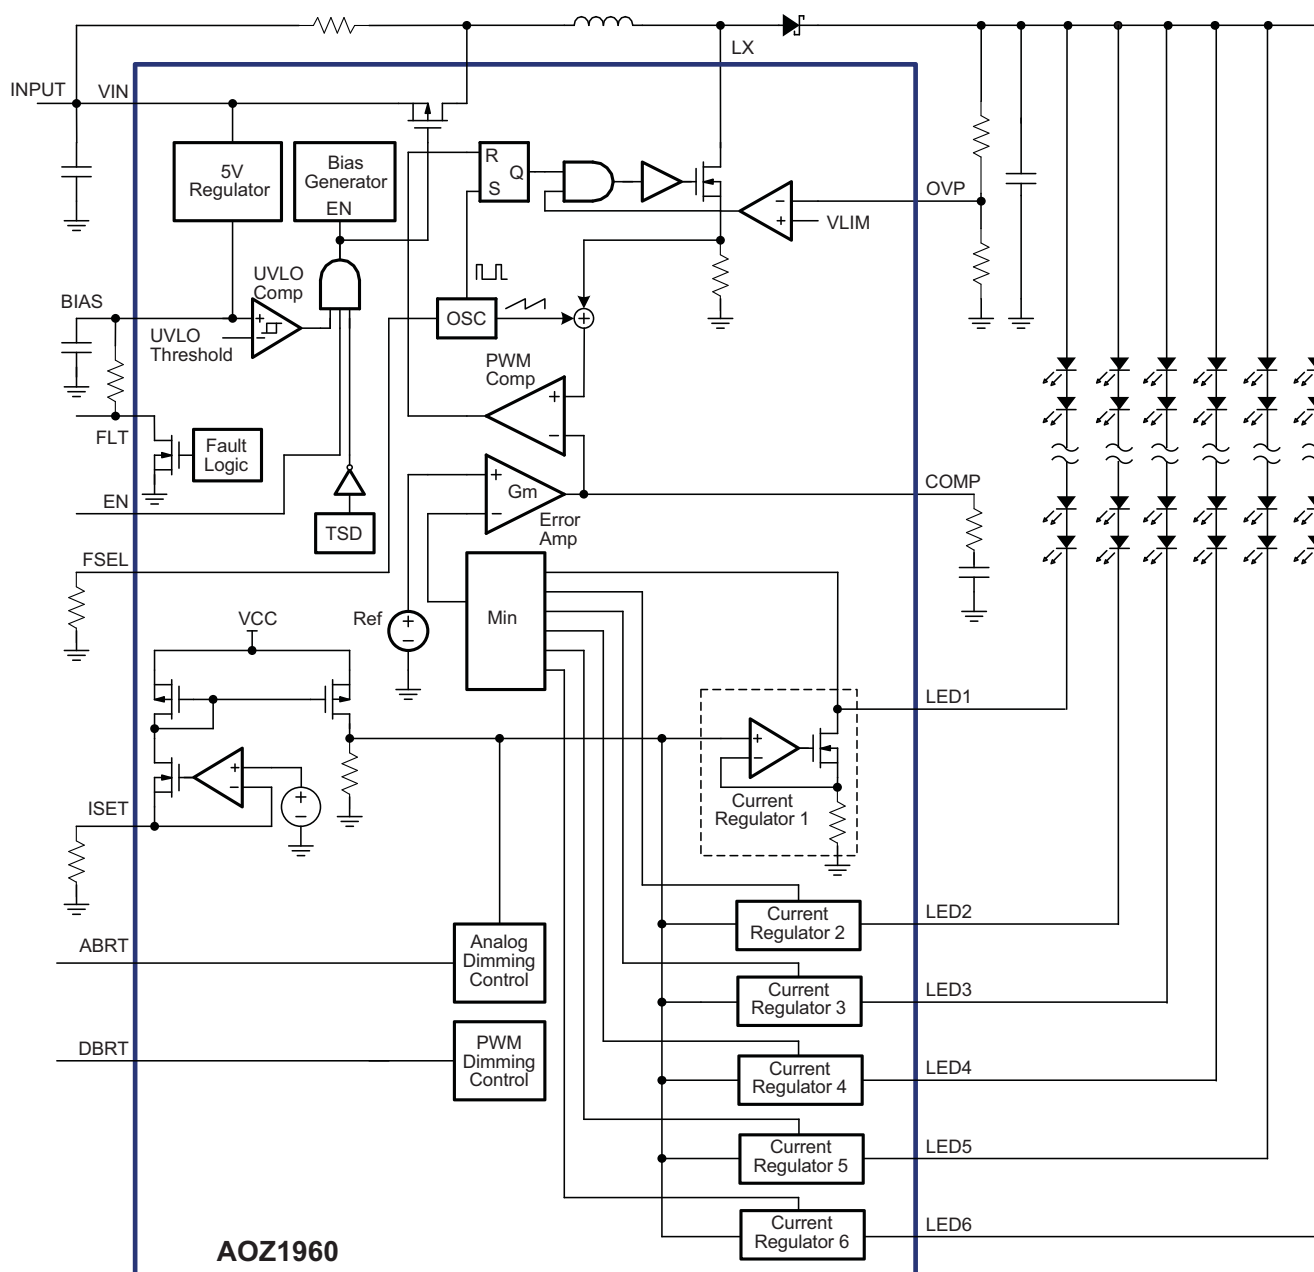 LX
INPUT
VIN
5V
Regulator
Bias
Generator
EN
R
S
Q
−
+
OVP
VLIM
UVLO
Comp
BIAS
+
−
UVLO
Threshold
OSC
+
PWM
Comp
+
−
FLT
Fault
Logic
EN
TSD
+
−
Gm
Error
Amp
COMP
FSEL
Min
Ref
+
−
VCC
LED1
+
−
Current
Regulator 1
+
−
+
−
ISET
Current
Regulator 2
LED2
ABRT
Analog
Dimming
Control
Current
Regulator 3
LED3
DBRT
PWM
Dimming
Control
Current
Regulator 4
LED4
Current
Regulator 5
LED5
Current
Regulator 6
LED6
AOZ1960